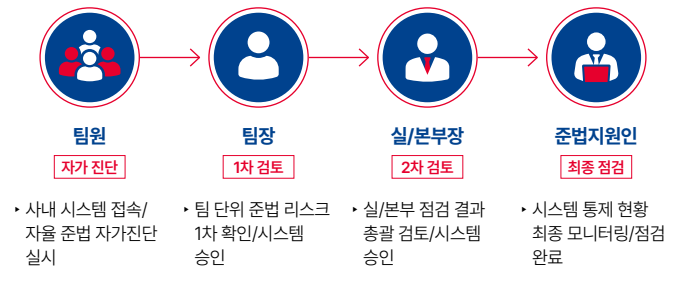 팀원
자가 진단
‣ 사내 시스템 접속/
자율 준법 자가진단
실시
팀장
1차 검토
‣ 팀 단위 준법 리스크
1차 확인/시스템
승인
실/본부장
2차 검토
‣ 실/본부 점검 결과
총괄 검토/시스템
승인
준법지원인
최종 점검
‣ 시스템 통제 현황
최종 모니터링/점검
완료